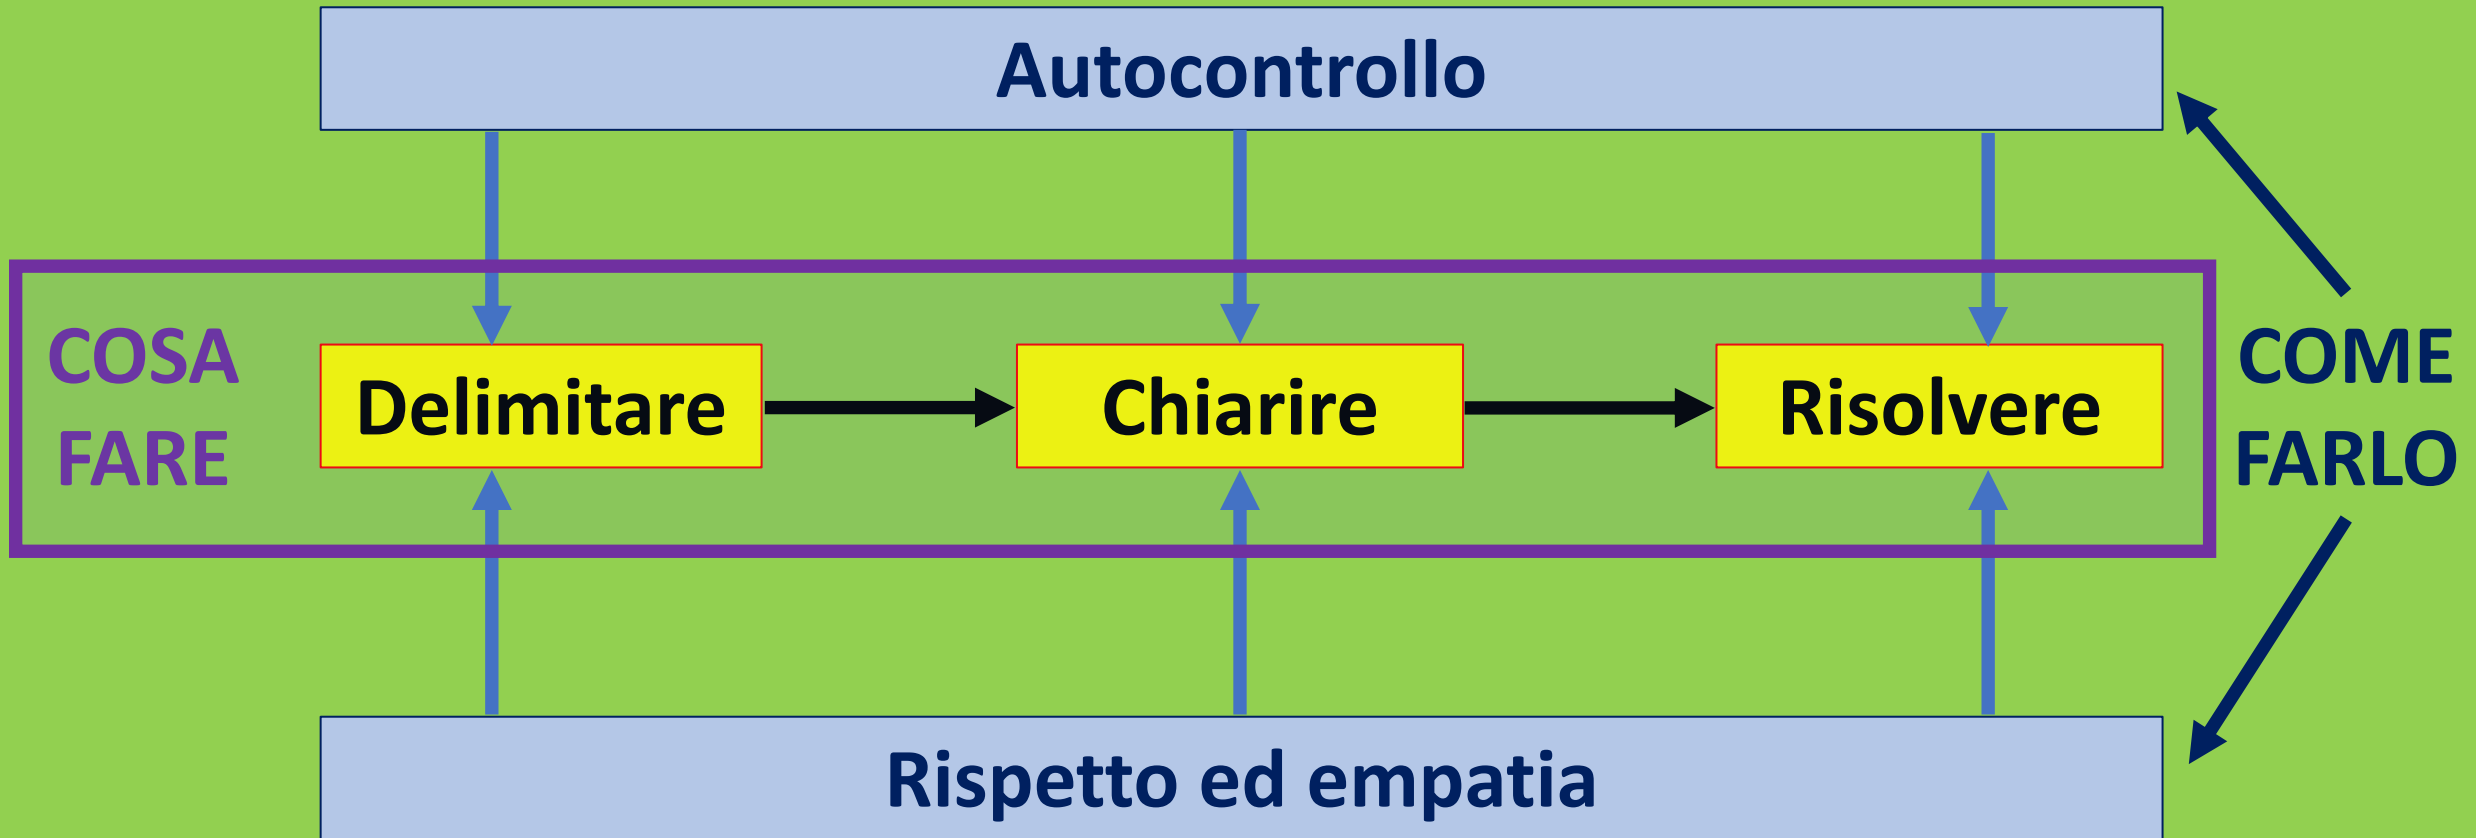 Autocontrollo
COSA
FARE
Delimitare
Chiarire
Risolvere
COME
FARLO
Rispetto ed empatia